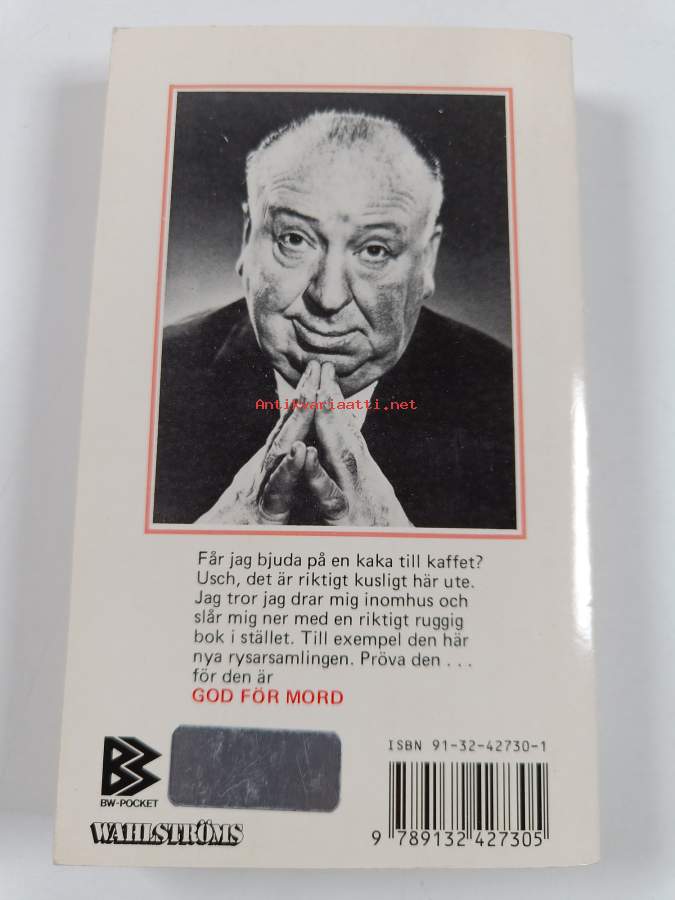 Antikvariaatti.net
Får jag bjuda på en kaka till kaffet?
Usch, det är riktigt kusligt här ute.
Jag tror jag drar mig inomhus och
slår mig ner med en riktigt ruggig
bok i stället. Till exempel den här
nya rysarsamlingen. Pröva den . . .
för den är
GOD FÖR MORD
BW-POCKET
WAHLSTRÖMS
ISBN 91-32-42730-1
9 789132 427305